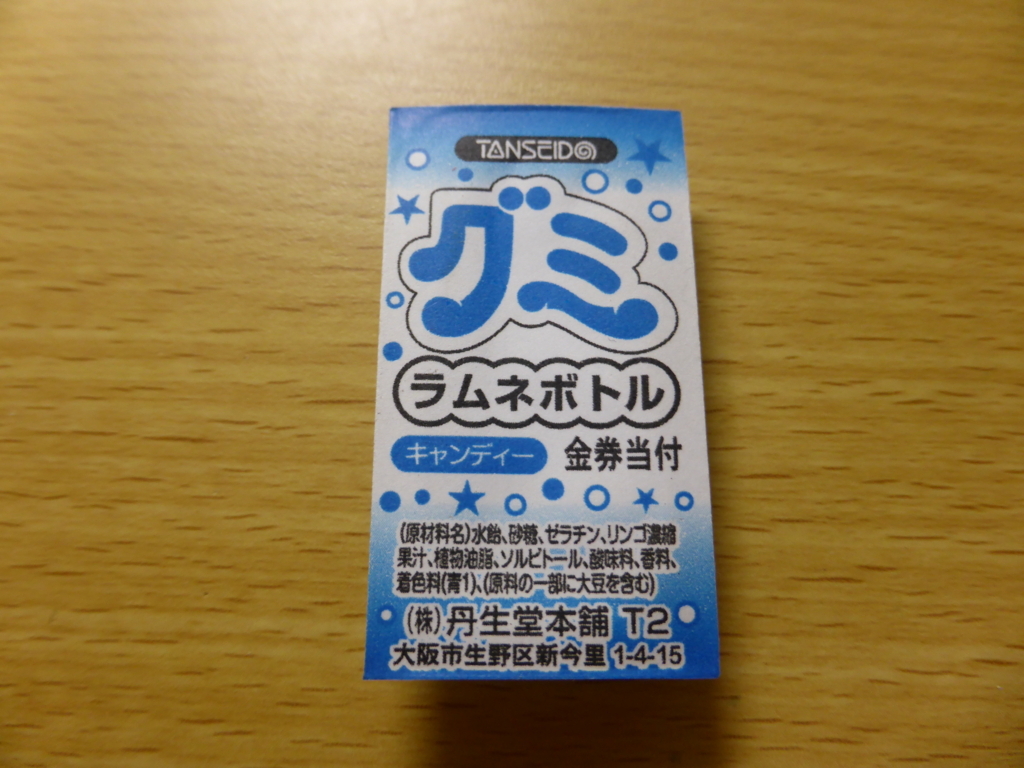 TANSEIDO
グミ
ラムネボトル
キャンディー 金券当付
(原材料名)水飴、砂糖、ゼラチン、リンゴ濃縮
果汁、植物油脂、ソルビトール、酸味料、香料、
着色料(青1)、(原料の一部に大豆を含む)
(株)丹生堂本舗 T2
大阪市生野区新今里 1-4-15